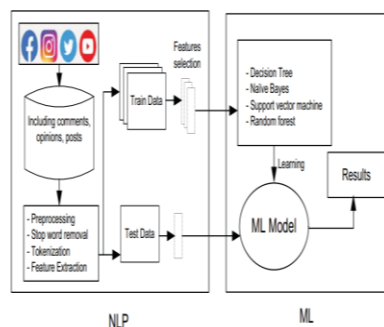 Features
selection
Including comments,
opinions, posts
Train Data
- Preprocessing
- Stop word removal
- Tokenization
- Feature Extraction
Test Data
NLP
- Decision Tree
- Naïve Bayes
- Support vector machine
- Random forest
Learning
Results
ML Model
ML